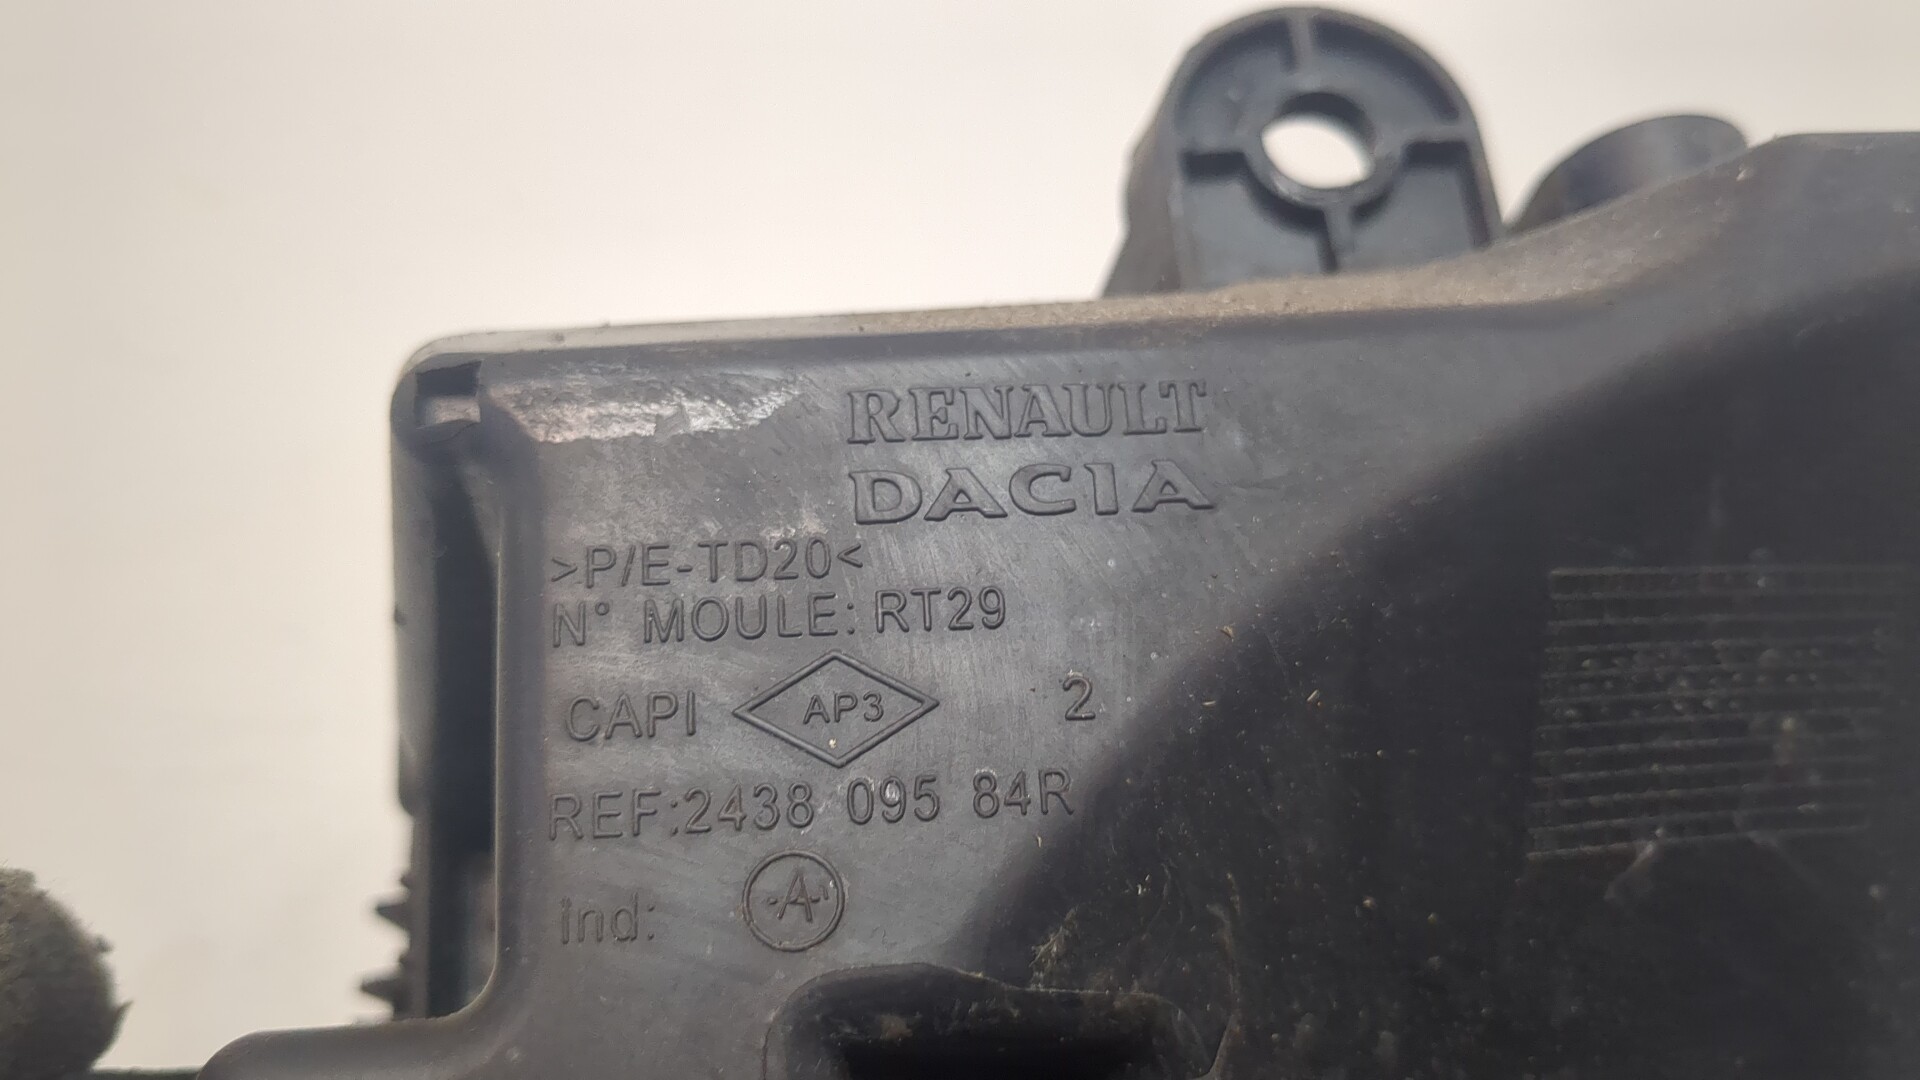 RENAULT
DACIA
>P/E-TD20<
N° MOULE: RT29
CAPI AP3 2
REF:2438 095 84R
ind: A